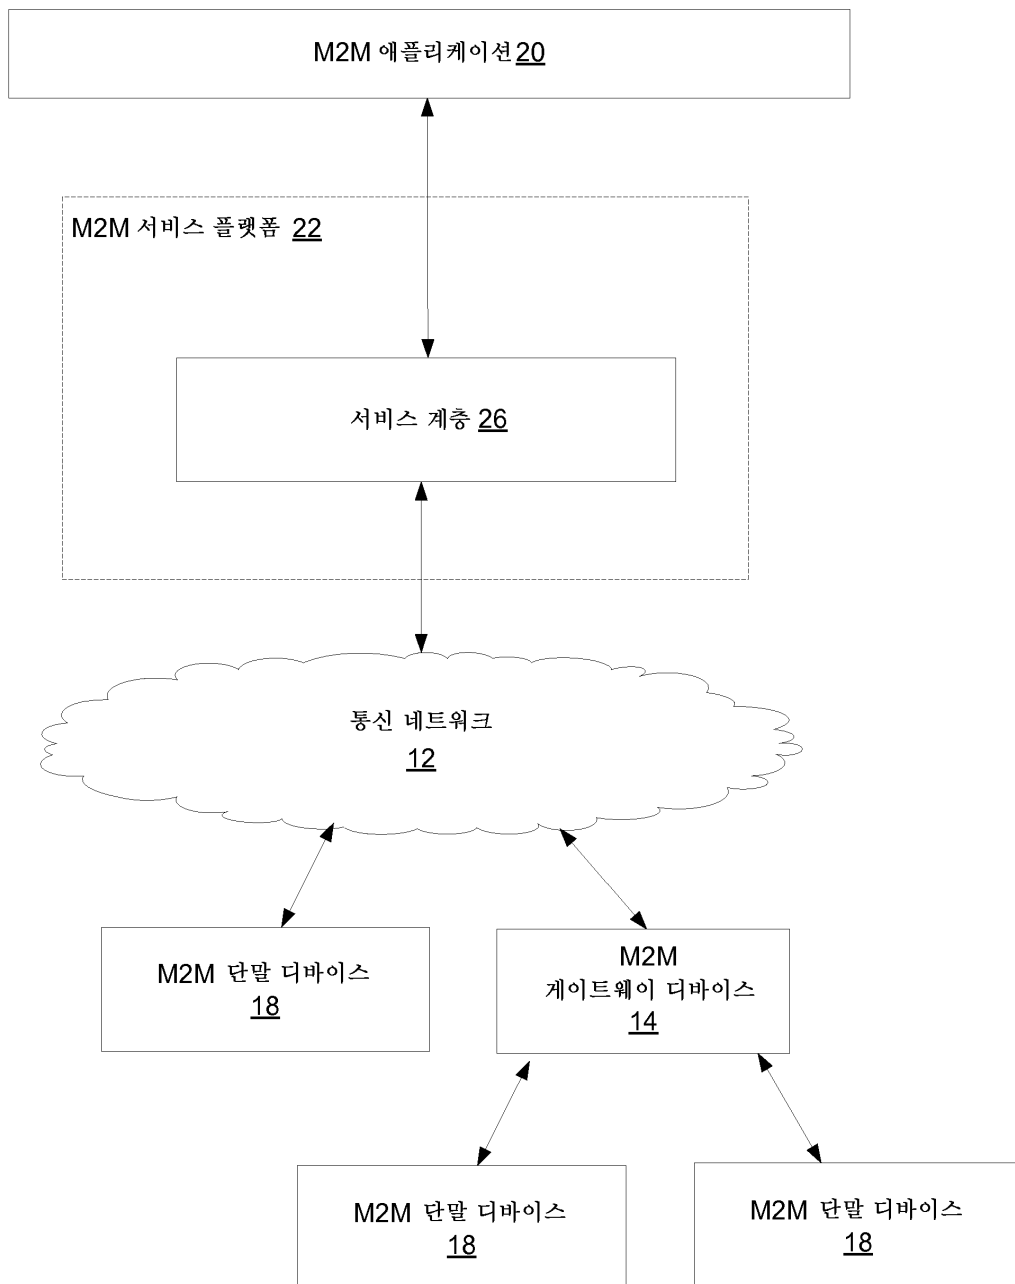 M2M 애플리케이션 20
M2M 서비스 플랫폼 22
서비스 계층 26
통신 네트워크
12
M2M 단말 디바이스
18
M2M
게이트웨이 디바이스
14
M2M 단말 디바이스
18
M2M 단말 디바이스
18